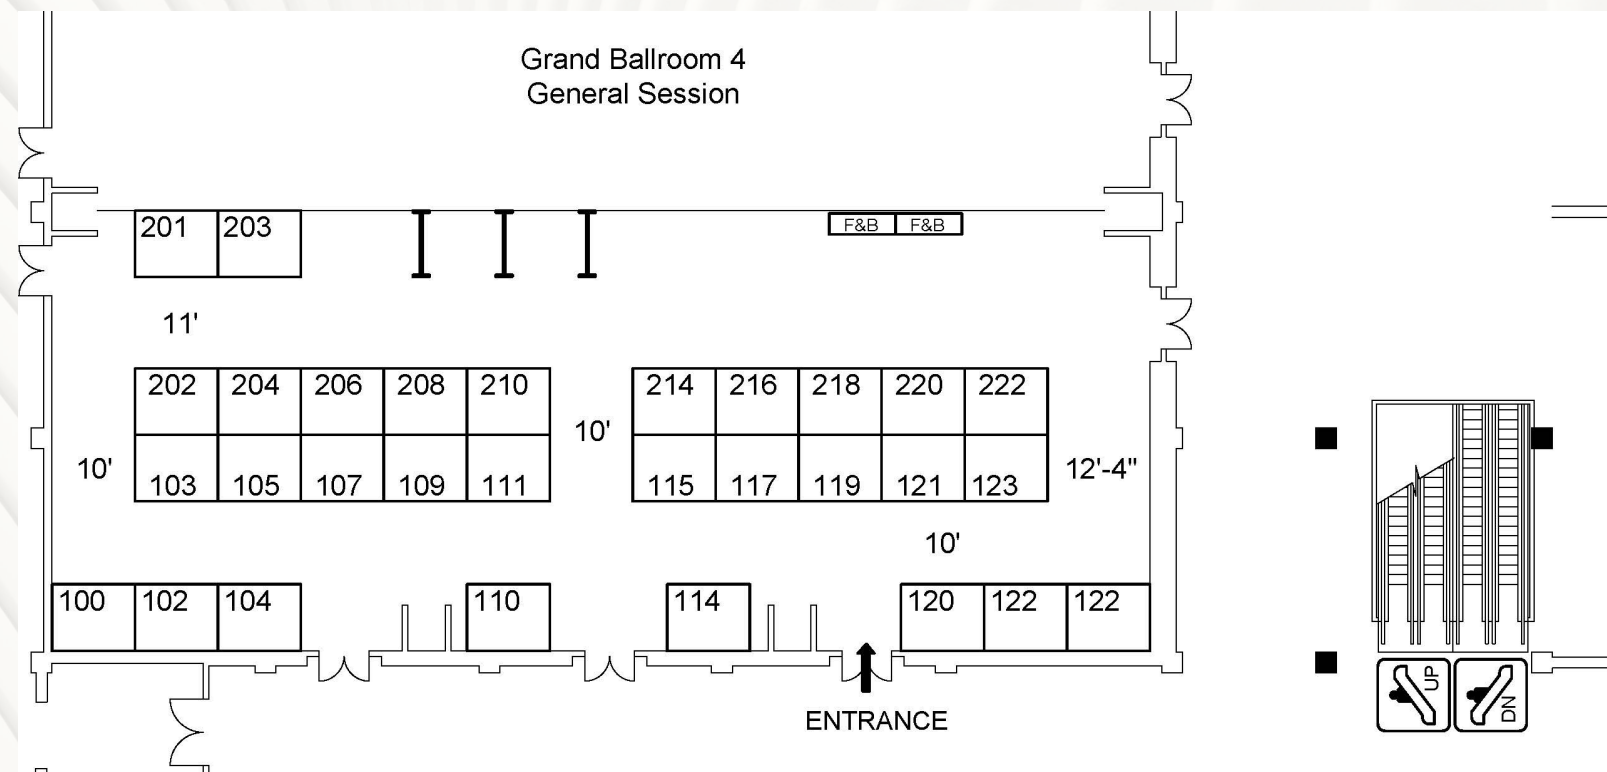 Grand Ballroom 4
General Session
201 203
F&B F&B
11'
202 204 206 208 210
214 216 218 220 222
10'
10'
103 105 107 109 111
115 117 119 121 123
12'-4"
10'
100 102 104
110
114
120 122 122
UP
DN
ENTRANCE